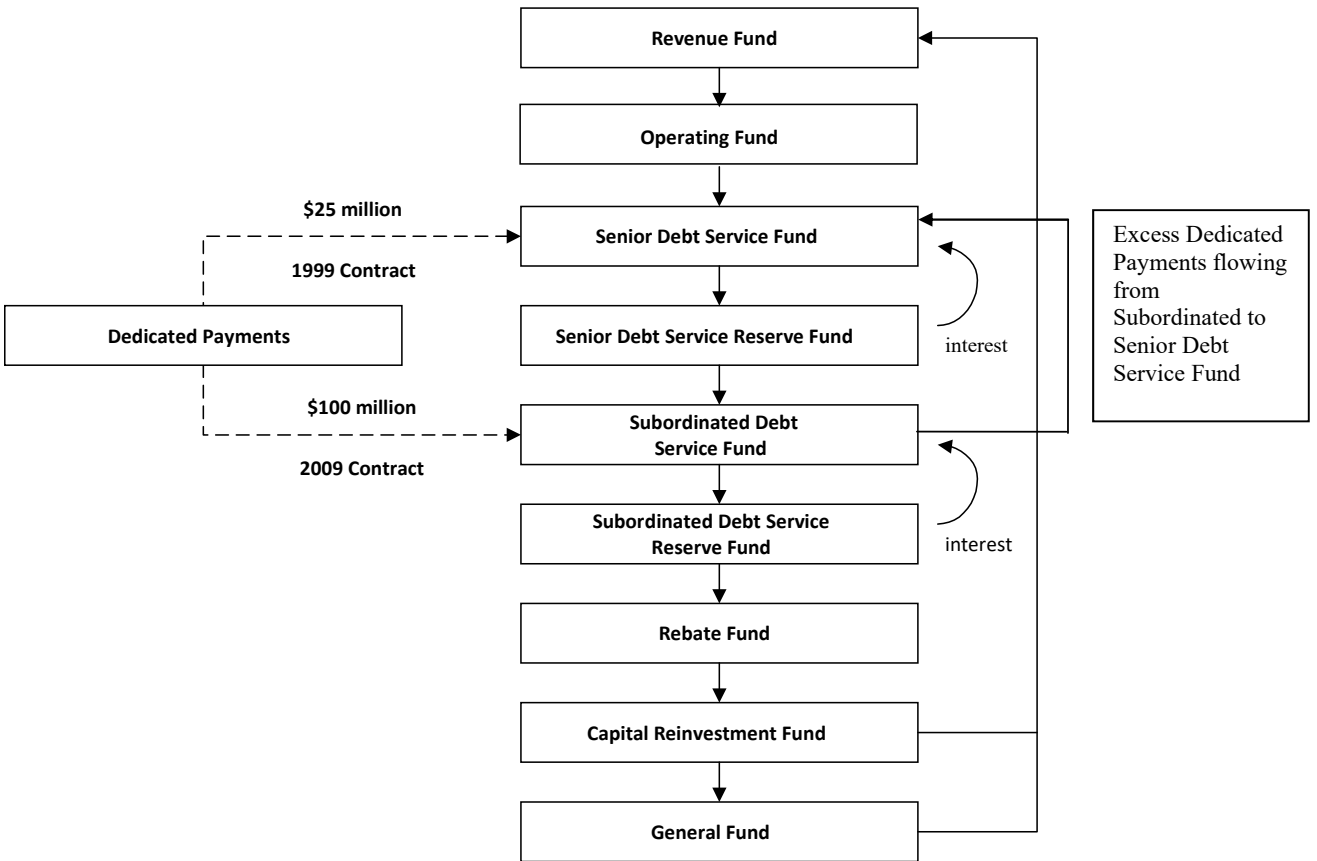 Revenue Fund
Operating Fund
$25 million
Senior Debt Service Fund
1999 Contract
Dedicated Payments
Senior Debt Service Reserve Fund
interest
$100 million
Subordinated Debt
Service Fund
2009 Contract
Subordinated Debt Service
Reserve Fund
interest
Rebate Fund
Capital Reinvestment Fund
General Fund
Excess Dedicated
Payments flowing
from
Subordinated to
Senior Debt
Service Fund